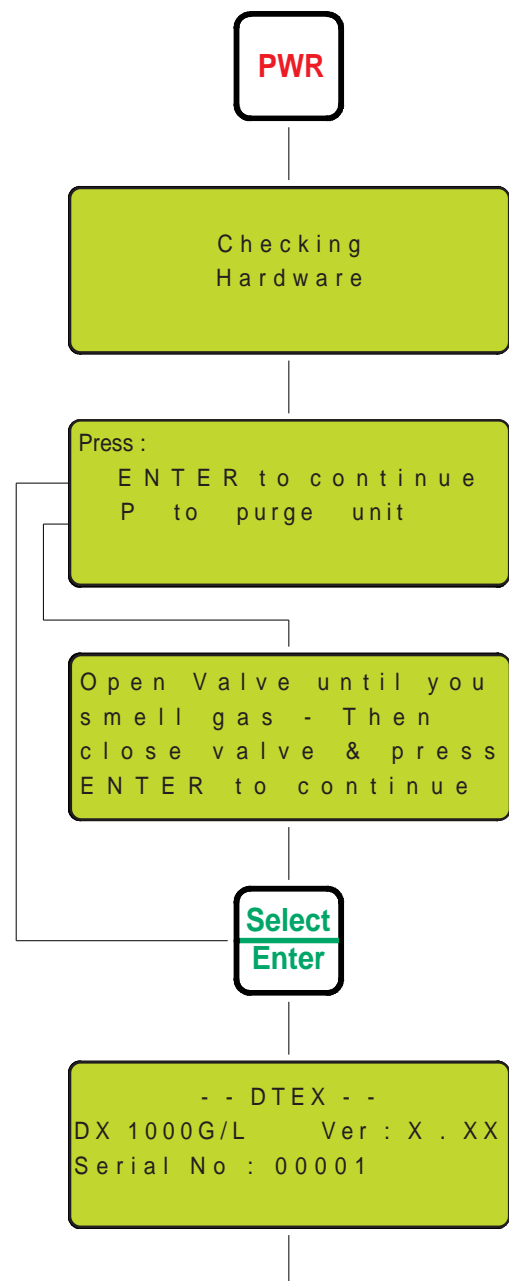 PWR
Checking
Hardware
Press :
ENTER to continue
P to purge unit
Open Valve until you
smell gas - Then
close valve & press
ENTER to continue
Select
Enter
- - DTEX - -
DX 1000G/L Ver : X . XX
Serial No : 00001